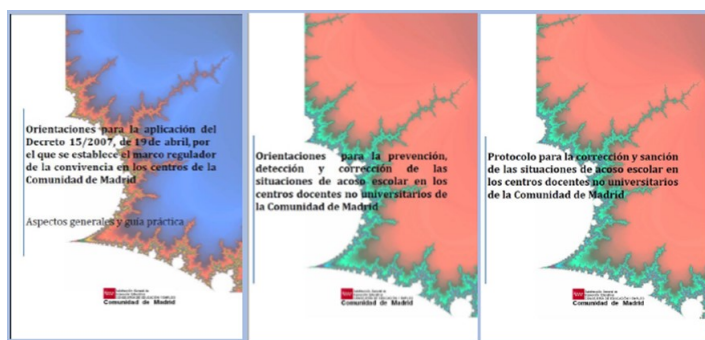 Orientaciones para la aplicación del
Decreto 15/2007, de 19 de abril, por
el que se establece el marco regulador
de la convivencia en los centros de la
Comunidad de Madrid
Aspectos generales y guía práctica
Comunidad de Madrid
Orientaciones para la prevención,
detección y corrección de las
situaciones de acoso escolar en los
centros docentes no universitarios de
la Comunidad de Madrid
Comunidad de Madrid
Protocolo para la corrección y sanción
de las situaciones de acoso escolar en
los centros docentes no universitarios
de la Comunidad de Madrid
Comunidad de Madrid